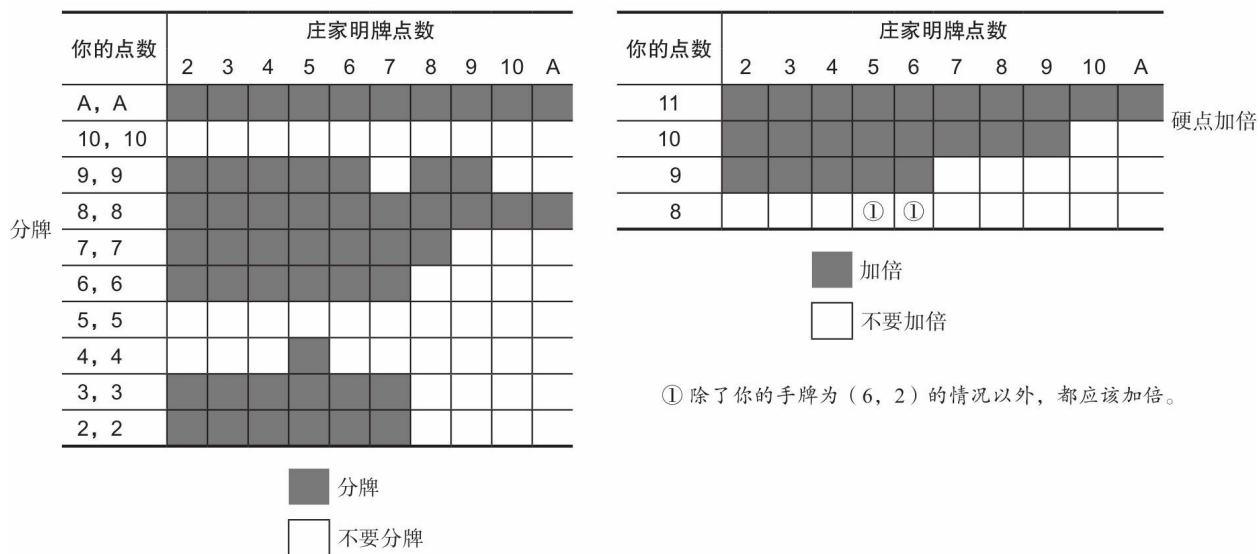 你的点数
庄家明牌点数
2 3 4 5 6 7 8 9 10 A
A，A
10，10
9，9
8，8
7，7
6，6
5，5
4，4
3，3
2，2
分牌
分牌
不要分牌
你的点数
庄家明牌点数
2 3 4 5 6 7 8 9 10 A
11
10
9
8 ① ①
硬点加倍
加倍
不要加倍
① 除了你的手牌为（6，2）的情况以外，都应该加倍。